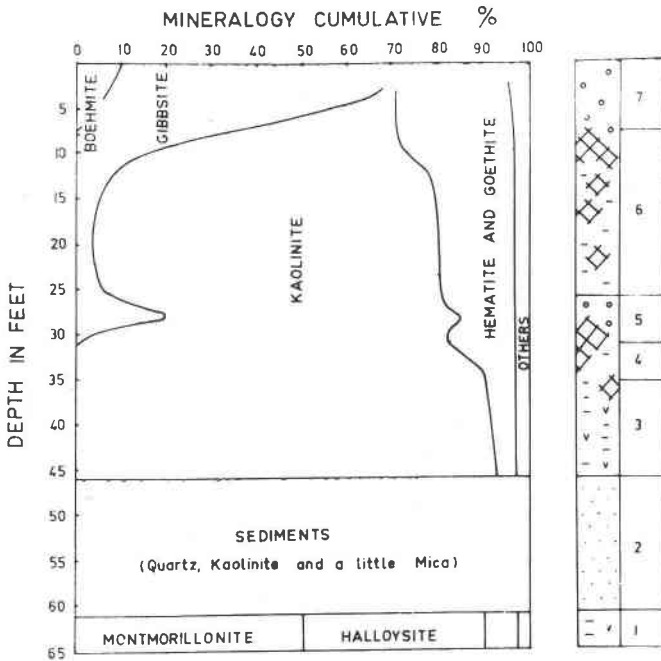 MINERALOGY CUMULATIVE %
0 10 20 30 40 50 60 70 80 90 100
DEPTH IN FEET
5
10
15
20
25
30
35
40
45
50
55
60
65
BOEHMITE
GIBBSITE
KAOLINITE
HEMATITE AND GOETHITE
OTHERS
SEDIMENTS
(Quartz, Kaolinite and a little Mica)
MONTMORILLONITE
HALLOYSITE
7
6
5
4
3
2
1